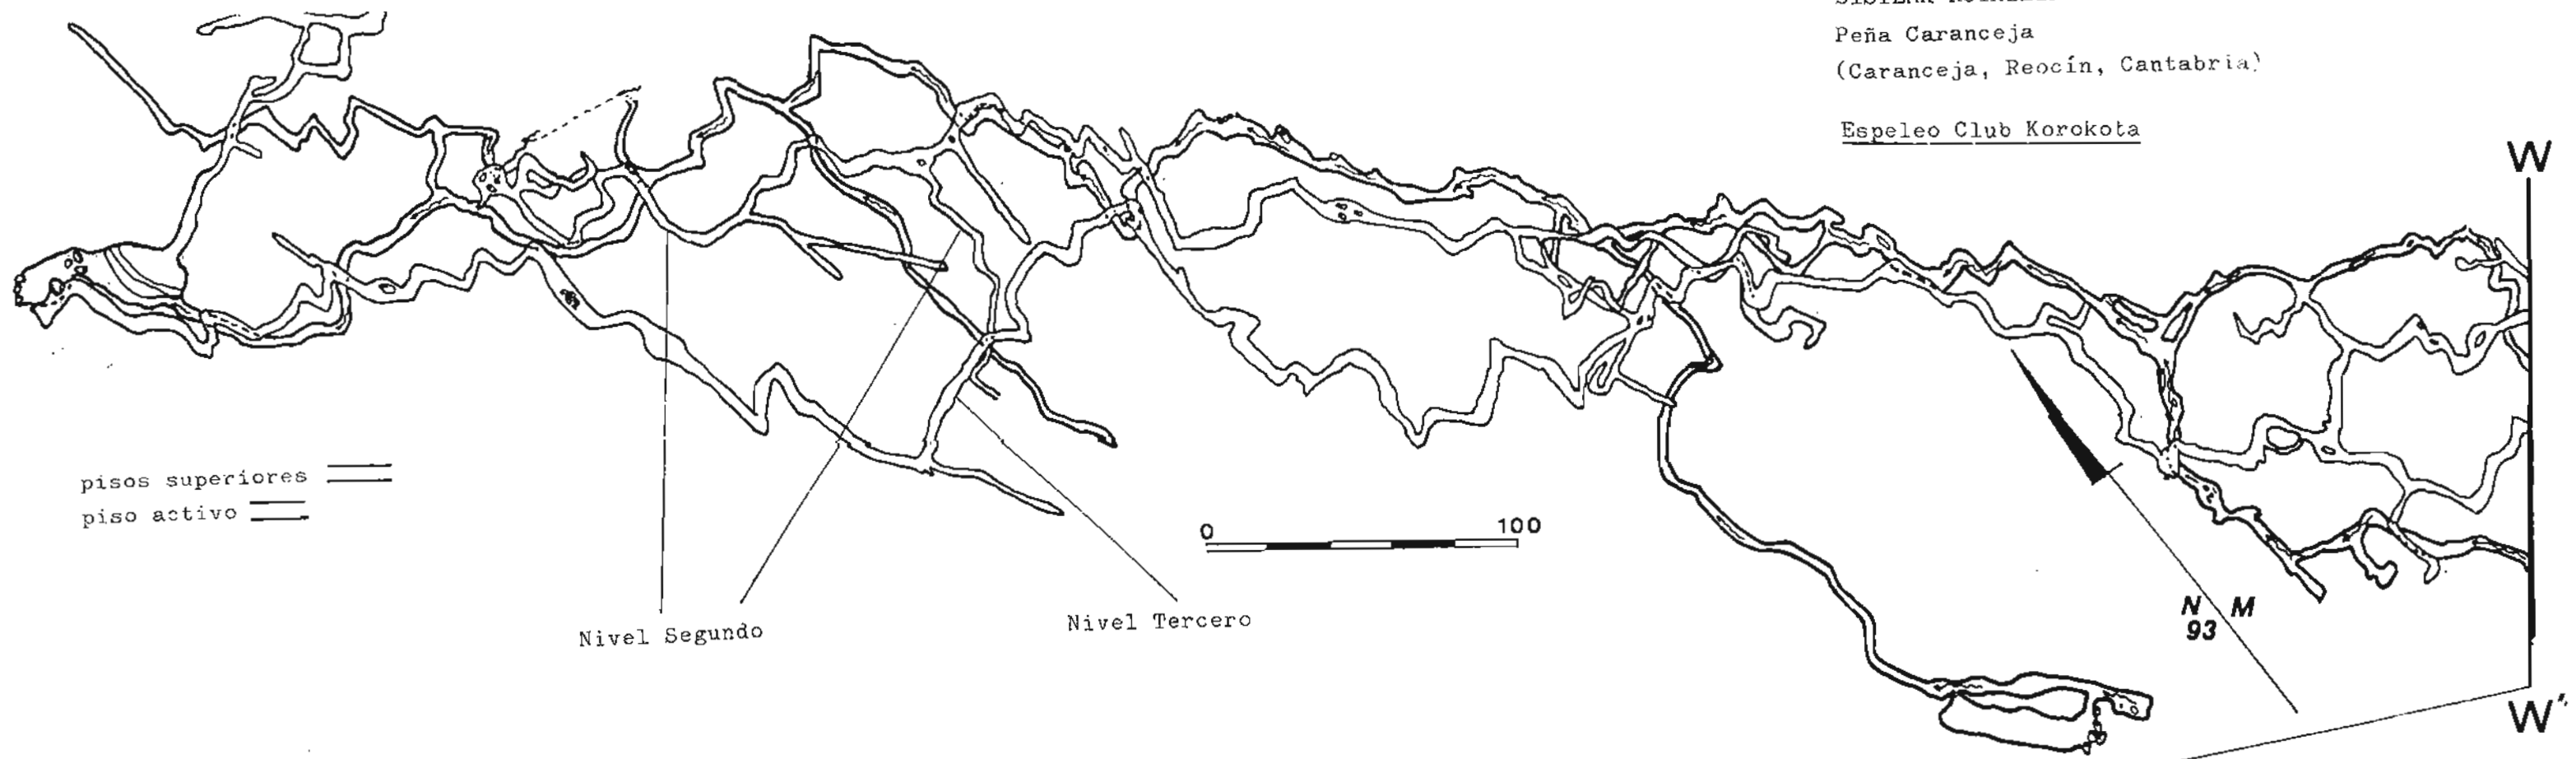 Peña Caranceja
(Caranceja, Reocín, Cantabria)
Espeleo Club Korokota
W
pisos superiores
piso activo
0 100
Nivel Segundo
Nivel Tercero
N M
93
W'